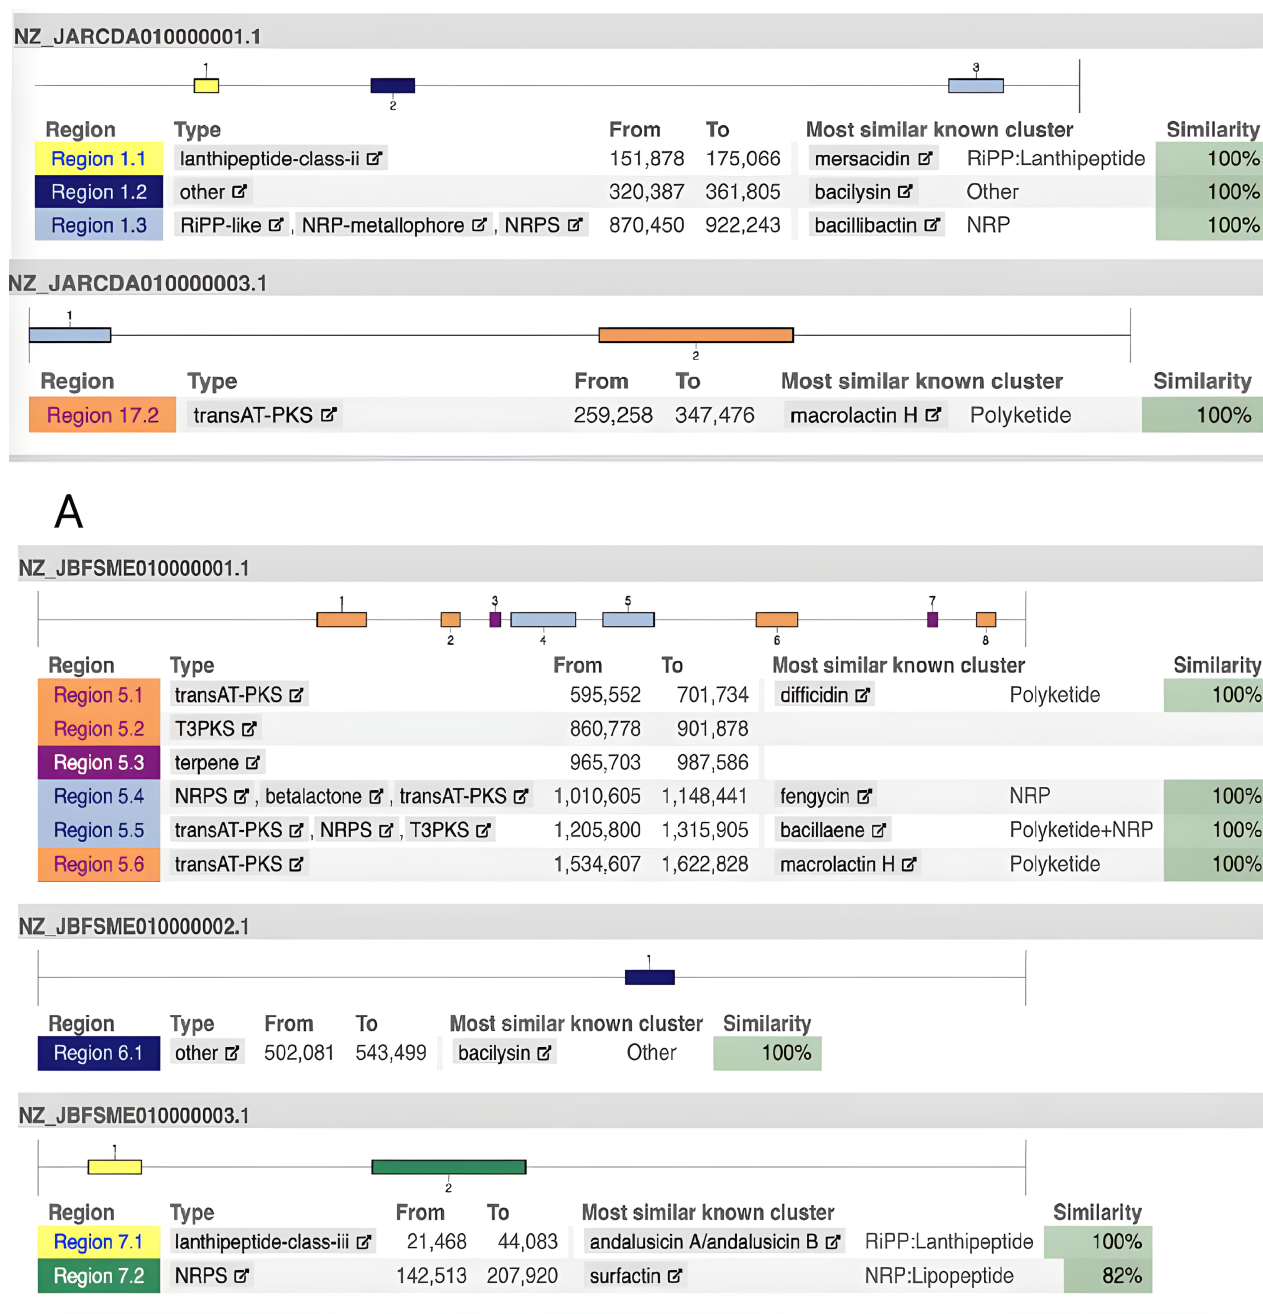 NZ_JARCDA010000001.1
1 3
2
Region Type From To Most similar known cluster Similarity
Region 1.1 lanthipeptide-class-ii 151,878 175,066 mersacidin RiPP:Lanthipeptide 100%
Region 1.2 other 320,387 361,805 bacilysin Other 100%
Region 1.3 RiPP-like , NRP-metallophore , NRPS 870,450 922,243 bacillibactin NRP 100%
NZ_JARCDA010000003.1
1
2
Region Type From To Most similar known cluster Similarity
Region 17.2 transAT-PKS 259,258 347,476 macrolactin H Polyketide 100%
A
NZ_JBFSME010000001.1
1 3 5 7
2 4 6 8
Region Type From To Most similar known cluster Similarity
Region 5.1 transAT-PKS 595,552 701,734 difficidin Polyketide 100%
Region 5.2 T3PKS 860,778 901,878
Region 5.3 terpene 965,703 987,586
Region 5.4 NRPS , betalactone , transAT-PKS 1,010,605 1,148,441 fengycin NRP 100%
Region 5.5 transAT-PKS , NRPS , T3PKS 1,205,800 1,315,905 bacillaene Polyketide+NRP 100%
Region 5.6 transAT-PKS 1,534,607 1,622,828 macrolactin H Polyketide 100%
NZ_JBFSME010000002.1
1
Region Type From To Most similar known cluster Similarity
Region 6.1 other 502,081 543,499 bacilysin Other 100%
NZ_JBFSME010000003.1
1
2
Region Type From To Most similar known cluster Similarity
Region 7.1 lanthipeptide-class-iii 21,468 44,083 andalusicin A/andalusicin B RiPP:Lanthipeptide 100%
Region 7.2 NRPS 142,513 207,920 surfactin NRP:Lipopeptide 82%